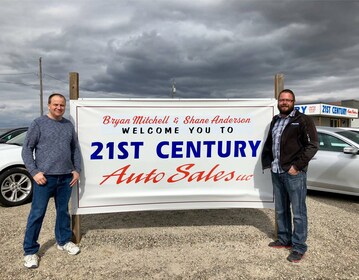 Bryan Mitchell & Shane Anderson
WELCOME YOU TO
21ST CENTURY
Auto Sales LLC
21ST CENTURY